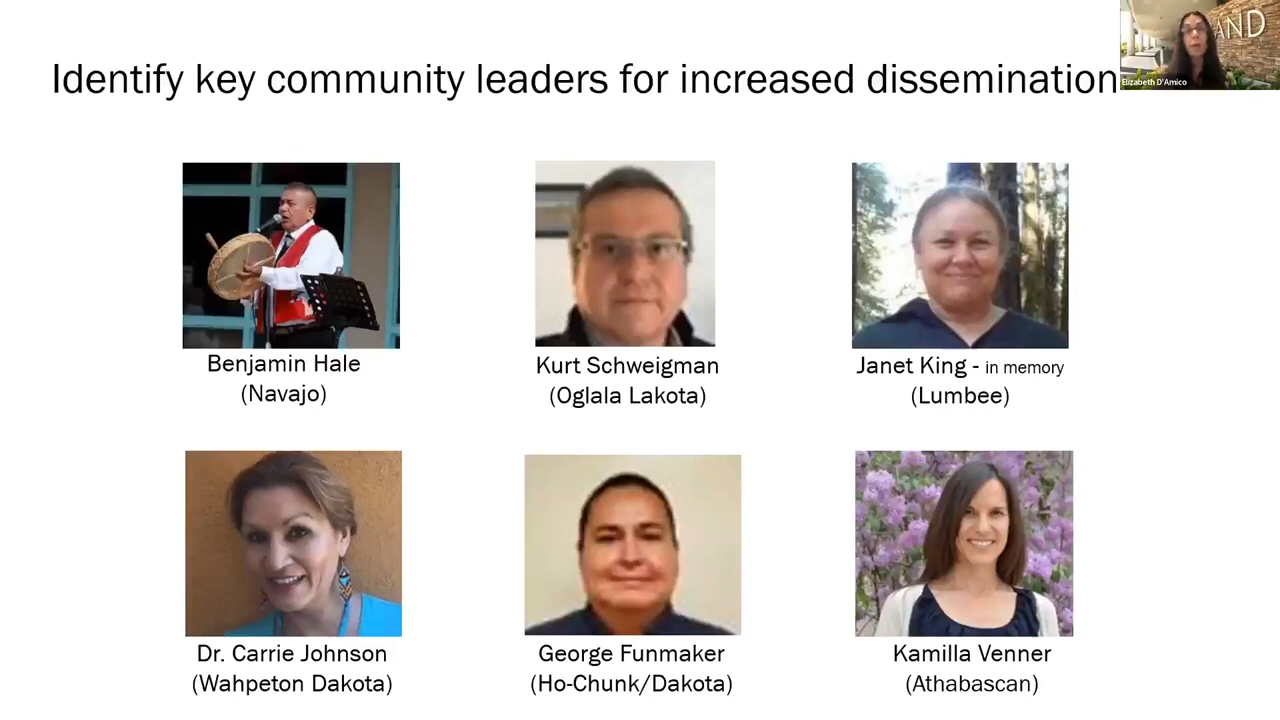 AND
Elizabeth D'Amico
Identify key community leaders for increased dissemination
Benjamin Hale
(Navajo)
Kurt Schweigman
(Oglala Lakota)
Janet King - in memory
(Lumbee)
Dr. Carrie Johnson
(Wahpeton Dakota)
George Funmaker
(Ho-Chunk/Dakota)
Kamilla Venner
(Athabascan)